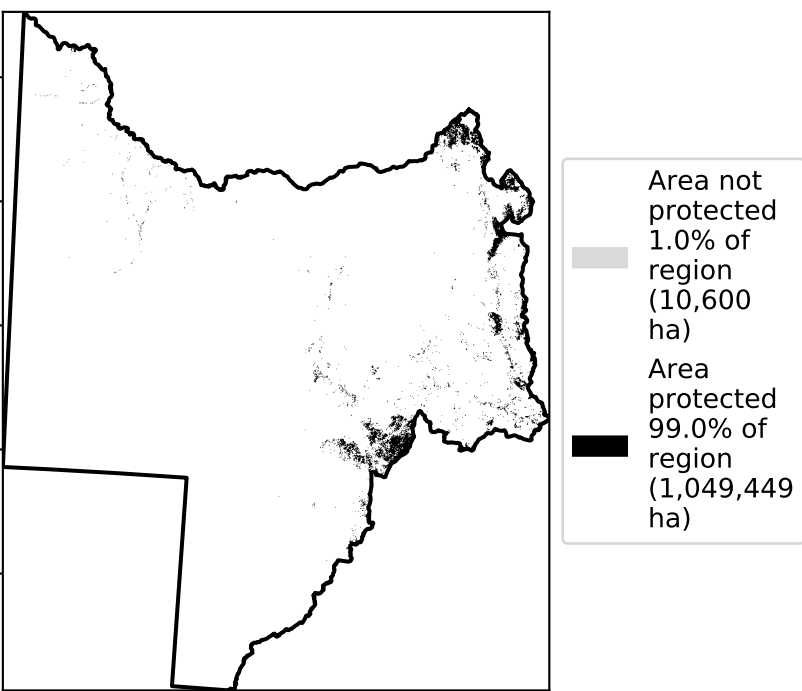 Area not
protected
1.0% of
region
(10,600
ha)
Area
protected
99.0% of
region
(1,049,449
ha)